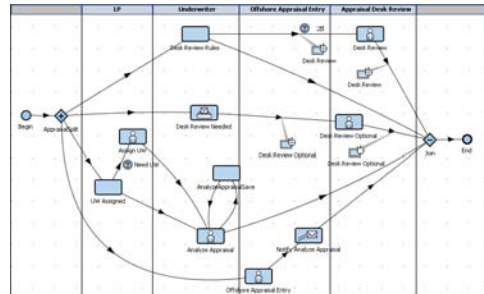 LP
Underwriter
Offshore Appraisal Entry
Appraisal Desk Review
Desk Review Rules
Desk Review
Desk Review
Begin
AppraisalSplit
Desk Review
Desk Review Needed
Desk Review Optional
Assign UW
Need UW
Desk Review Optional
Desk Review Optional
Join
End
UW Assigned
AnalyzeAppraisalSave
Analyze Appraisal
Notify Analyze Appraisal
Offshore Appraisal Entry